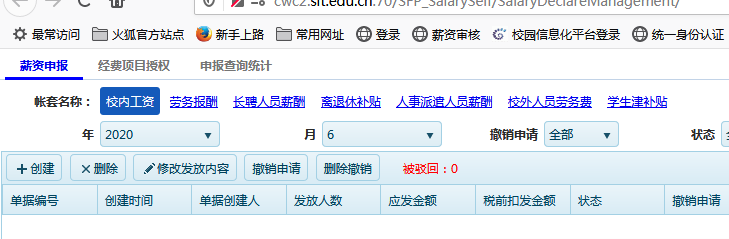 cwc2.sit.edu.cn:70/SFP_SalarySelf/SalaryDeclareManagement/
最常访问 火狐官方站点 新手上路 常用网址 登录 薪资审核 校园信息化平台登录 统一身份认证
薪资申报 经费项目授权 申报查询统计
帐套名称： 校内工资 劳务报酬 长聘人员薪酬 离退休补贴 人事派遣人员薪酬 校外人员劳务费 学生津补贴
年 2020 月 6 撤销申请 全部 状态
创建 删除 修改发放内容 撤销申请 删除撤销 被驳回：0
单据编号 创建时间 单据创建人 发放人数 应发金额 税前扣发金额 状态 撤销申请